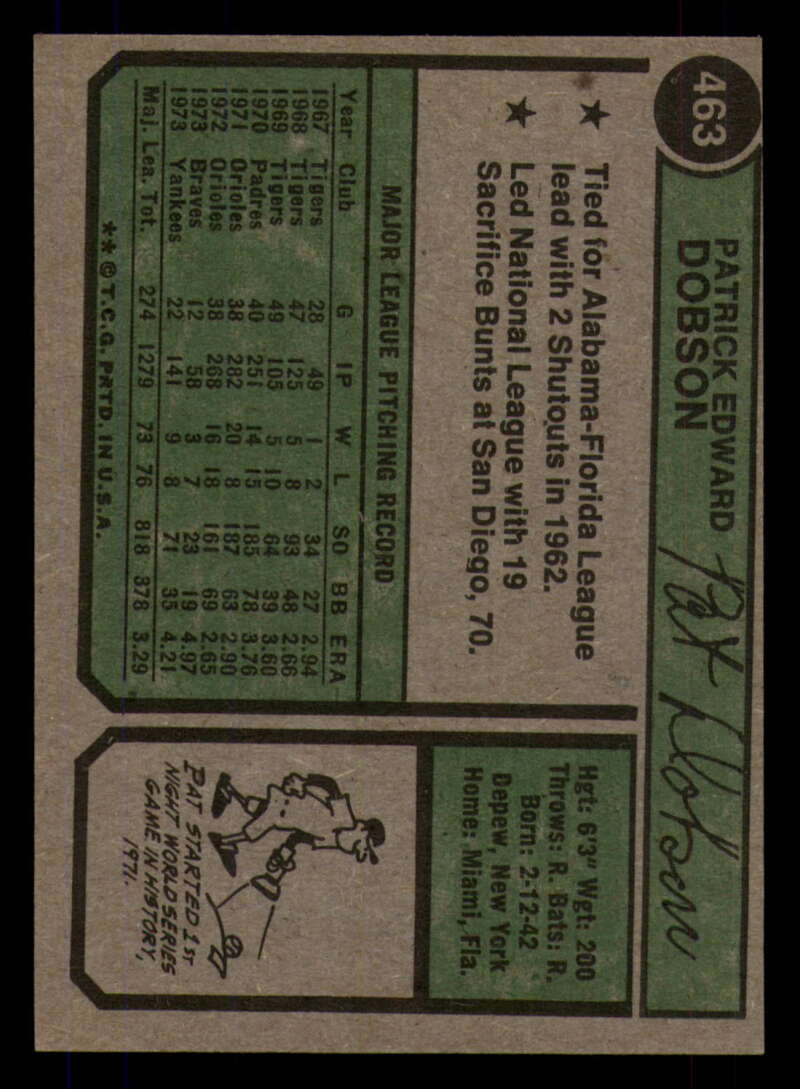 463
PATRICK EDWARD
DOBSON
Pat Dobson
★ Tied for Alabama-Florida League
lead with 2 Shutouts in 1962.
★ Led National League with 19
Sacrifice Bunts at San Diego, 70.
MAJOR LEAGUE PITCHING RECORD
Year Club G IP W L SO BB ERA
1967 Tigers 28 49 1 2 34 27 2.94
1968 Tigers 47 125 5 8 93 48 2.66
1969 Tigers 49 105 5 10 64 39 3.60
1970 Padres 40 251 14 15 185 78 3.76
1971 Orioles 38 282 20 8 187 63 2.90
1972 Orioles 38 268 16 18 161 69 2.65
1973 Braves 12 58 3 7 23 19 4.97
1973 Yankees 22 141 9 8 71 35 4.21
Maj. Lea. Tot. 274 1279 73 76 818 378 3.29
**© T.C.G. PRTD. IN U.S.A.
Hgt: 6'3" Wgt: 200
Throws: R. Bats: R.
Born: 2-12-42
Depew, New York
Home: Miami, Fla.
PAT STARTED 1ST
NIGHT WORLD SERIES
GAME IN HISTORY,
1971.